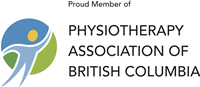 Proud Member of
PHYSIOTHERAPY
ASSOCIATION OF
BRITISH COLUMBIA